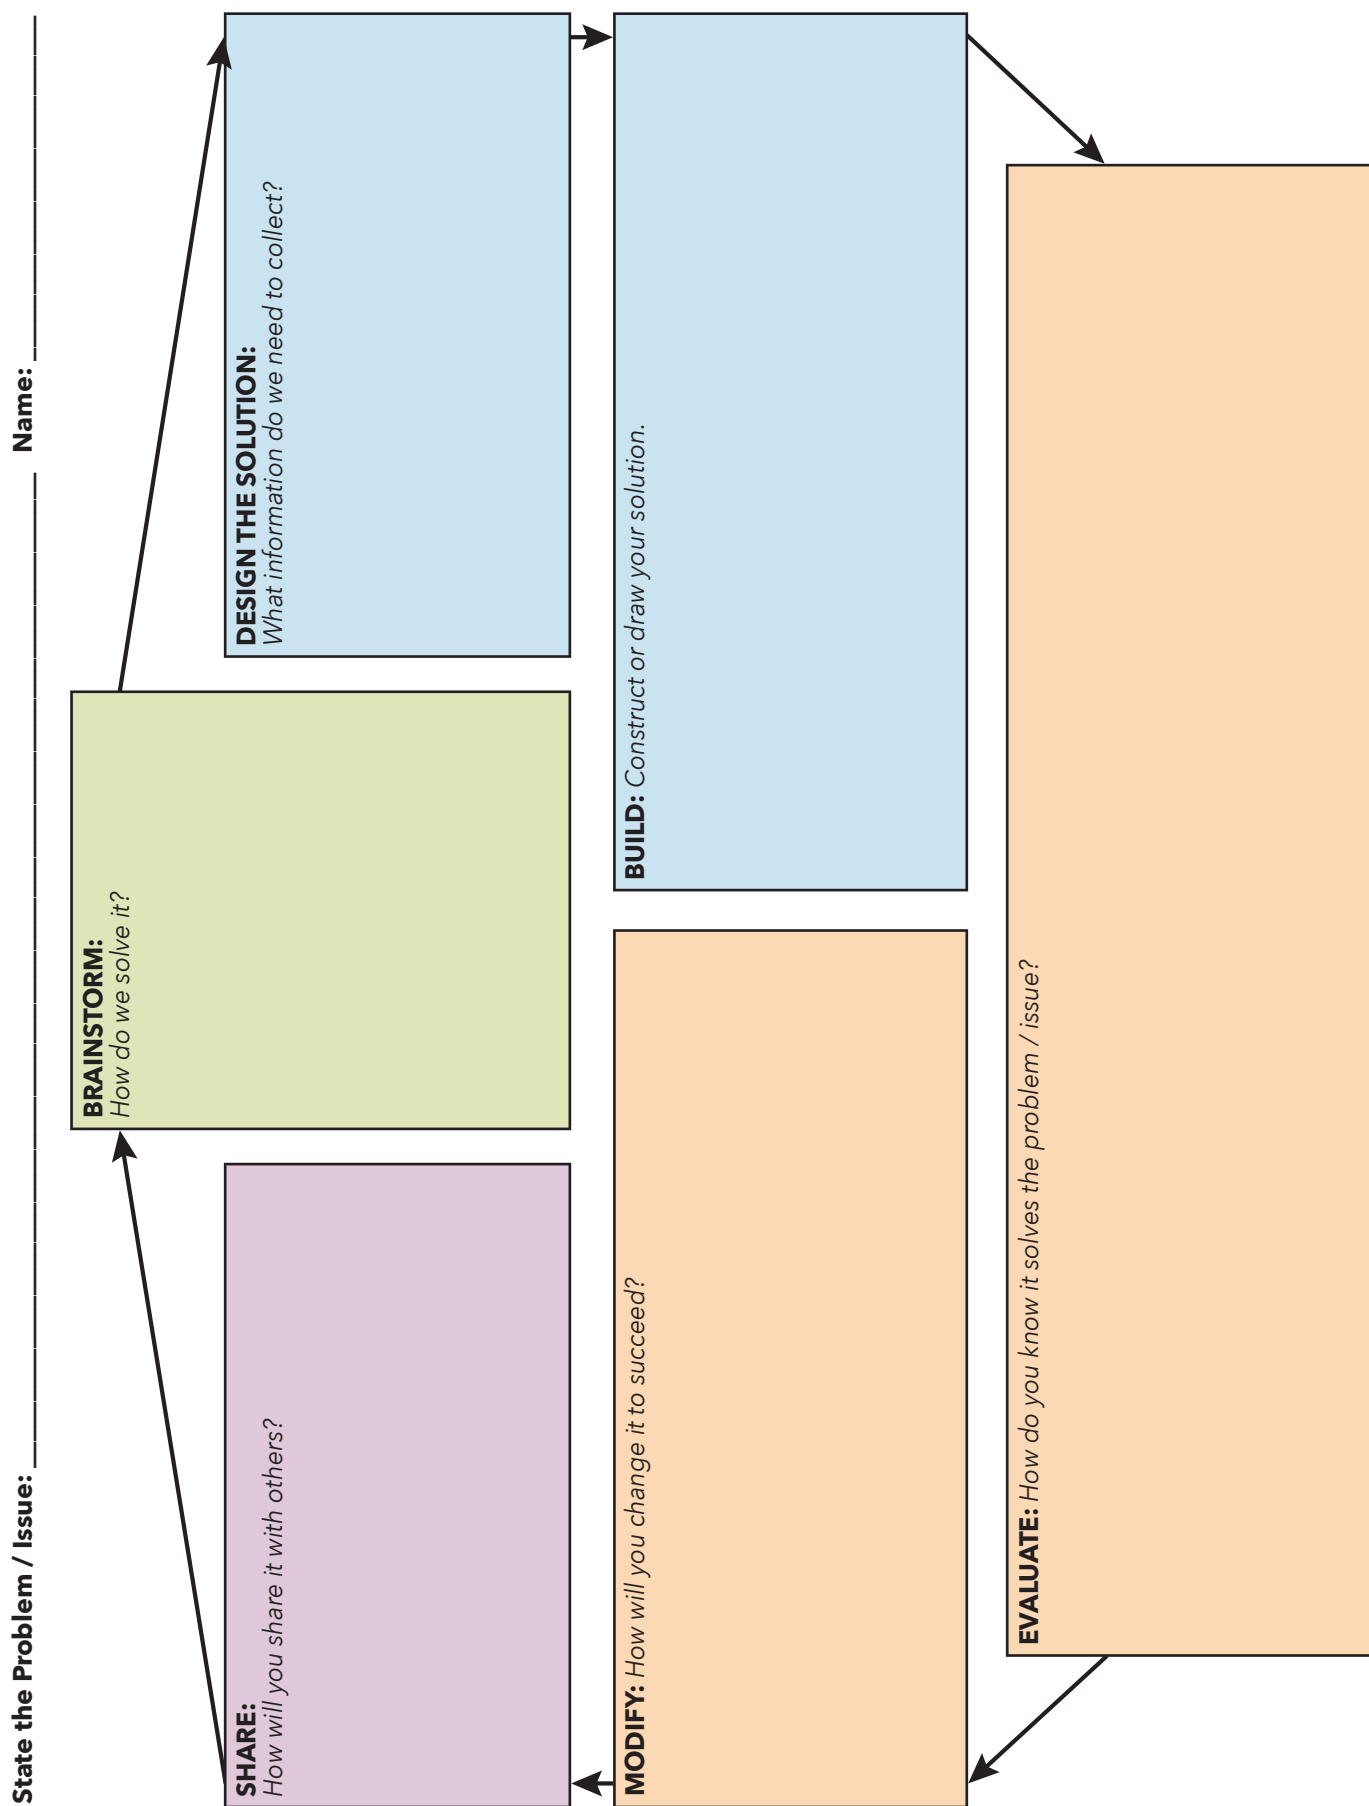 State the Problem / Issue: Name:
BRAINSTORM:
How do we solve it?
DESIGN THE SOLUTION:
What information do we need to collect?
BUILD: Construct or draw your solution.
EVALUATE: How do you know it solves the problem / issue?
MODIFY: How will you change it to succeed?
SHARE:
How will you share it with others?